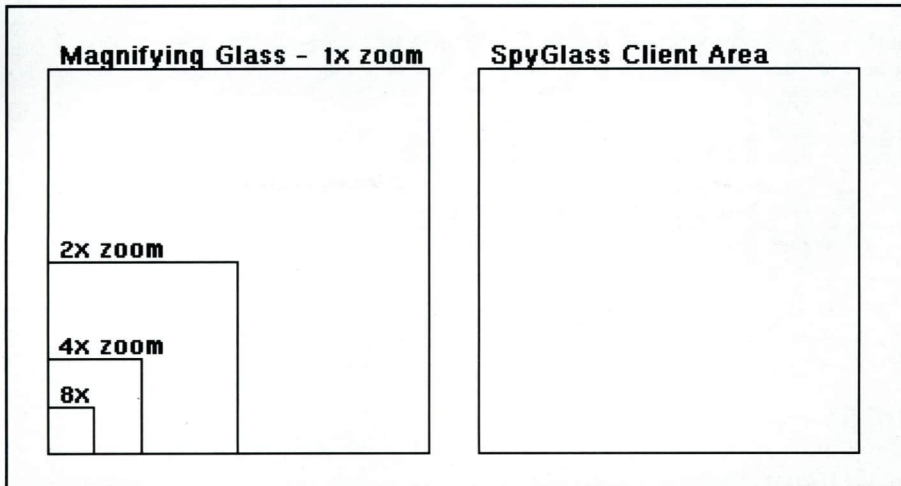 Magnifying Glass - 1x zoom
SpyGlass Client Area
2x zoom
4x zoom
8x